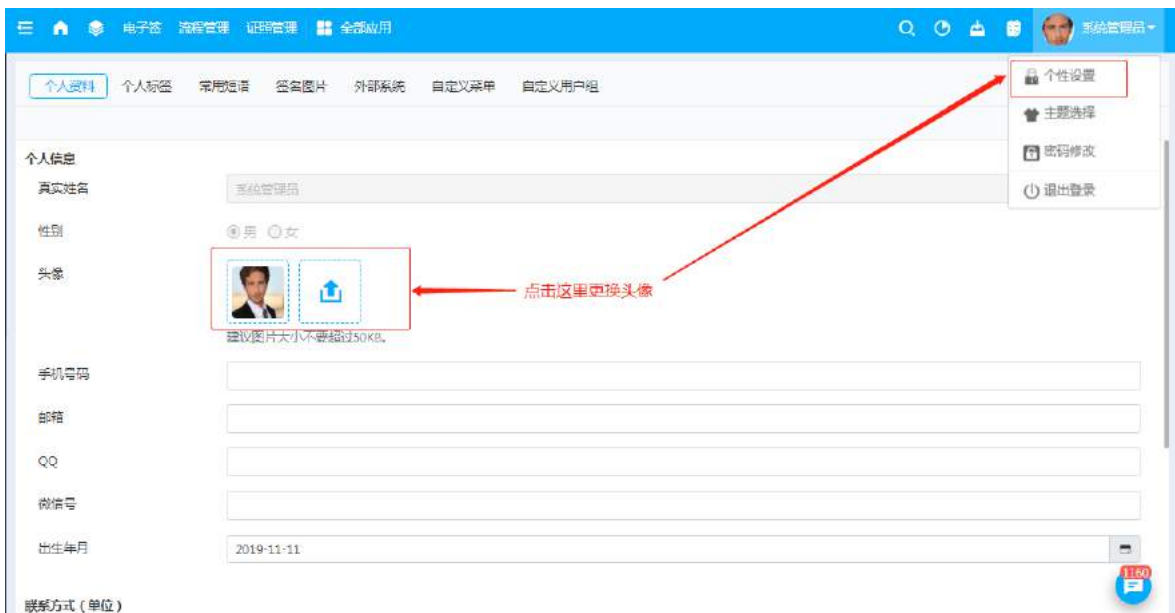 电子签 流程管理 证照管理 全部应用 系统管理员
个人资料 个人标签 常用短语 签名图片 外部系统 自定义菜单 自定义用户组
个性设置
主题选择
密码修改
退出登录
个人信息
真实姓名 系统管理员
性别 男 女
头像
点击这里更换头像
建议图片大小不要超过50KB。
手机号码
邮箱
QQ
微信号
出生年月 2019-11-11
1160
联系方式（单位）